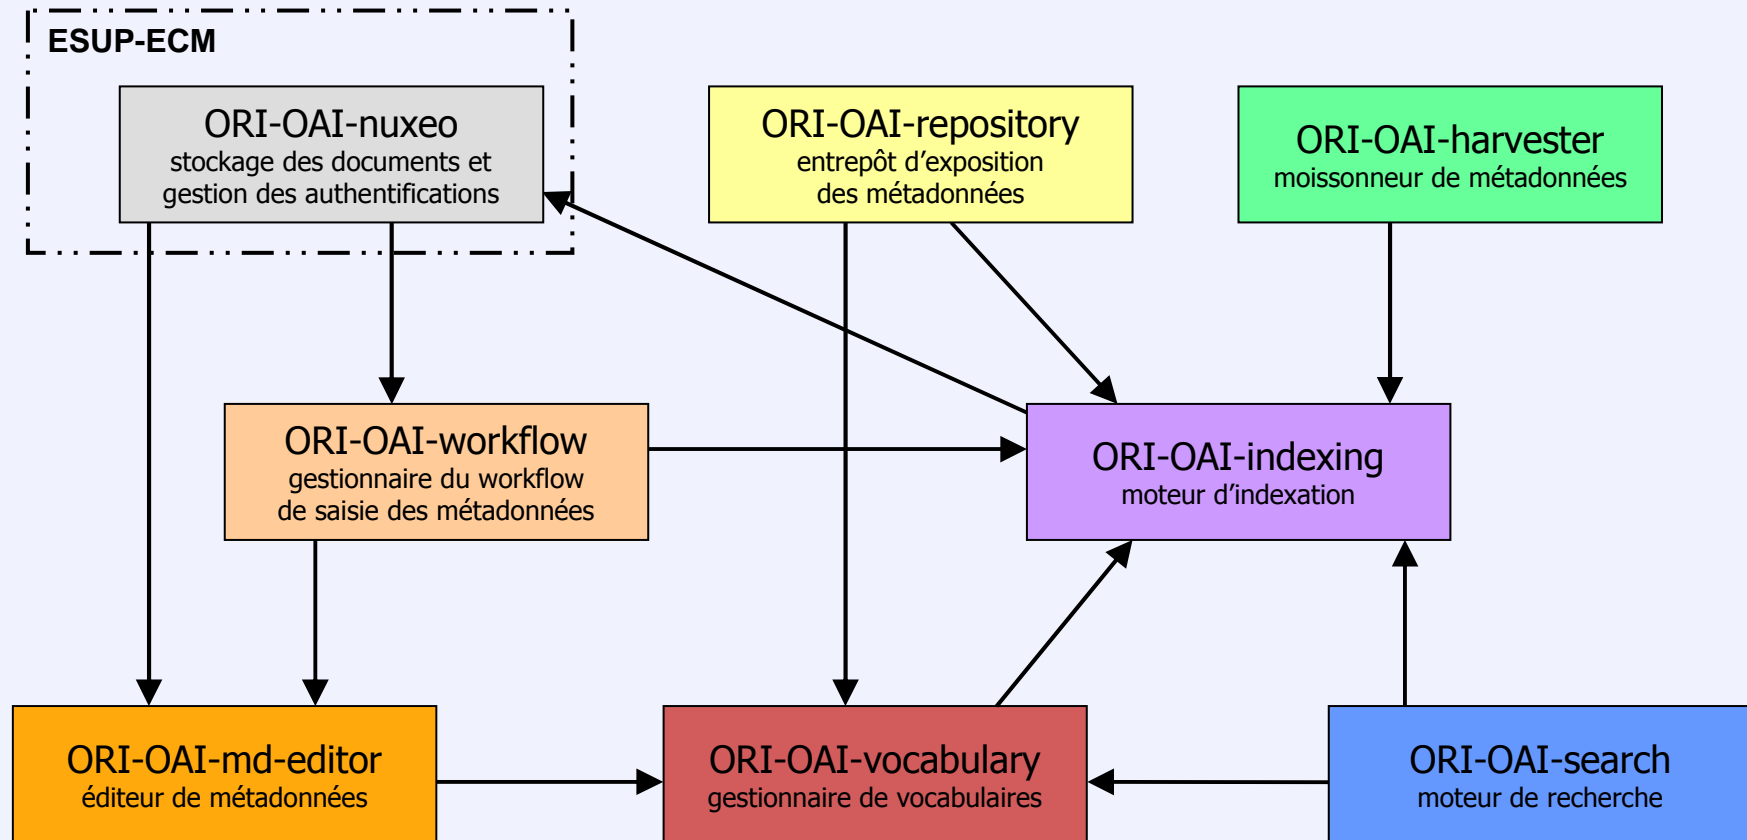 ESUP-ECM
ORI-OAI-nuxeo
stockage des documents et
gestion des authentifications
ORI-OAI-repository
entrepôt d’exposition
des métadonnées
ORI-OAI-harvester
moissonneur de métadonnées
ORI-OAI-workflow
gestionnaire du workflow
de saisie des métadonnées
ORI-OAI-indexing
moteur d’indexation
ORI-OAI-md-editor
éditeur de métadonnées
ORI-OAI-vocabulary
gestionnaire de vocabulaires
ORI-OAI-search
moteur de recherche